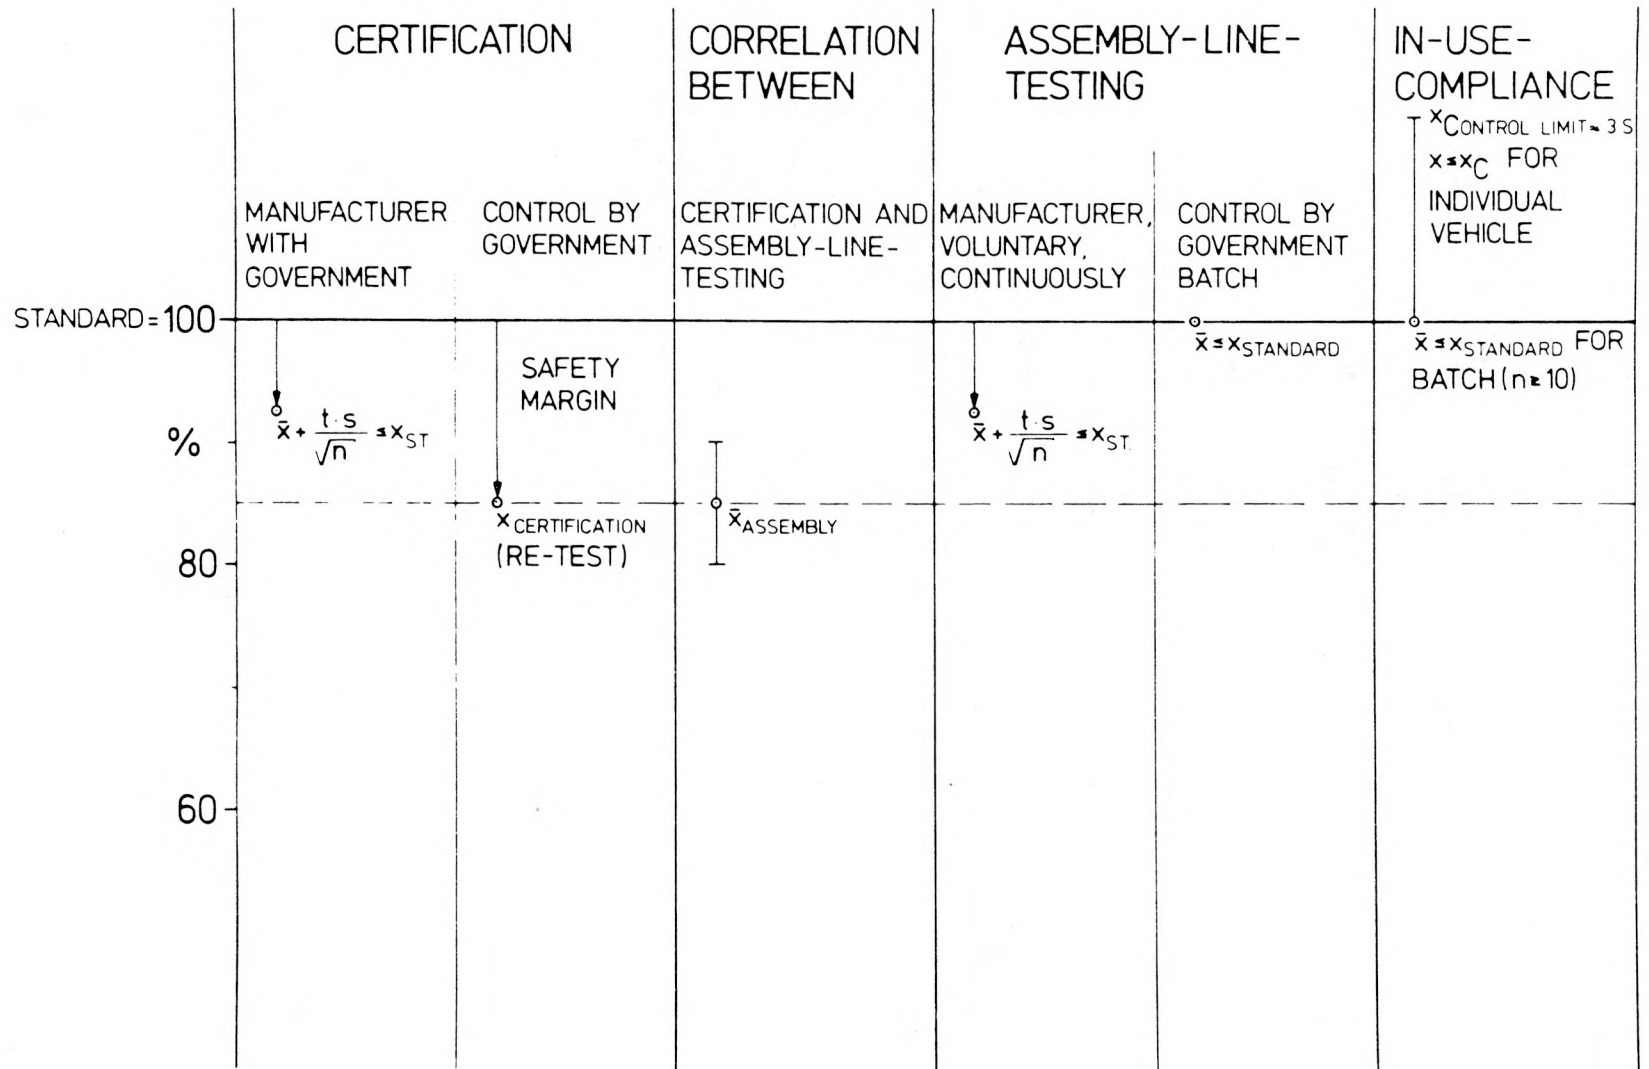 CERTIFICATION
CORRELATION
BETWEEN
ASSEMBLY-LINE-
TESTING
IN-USE-
COMPLIANCE
MANUFACTURER
WITH
GOVERNMENT
CONTROL BY
GOVERNMENT
CERTIFICATION AND
ASSEMBLY-LINE-
TESTING
MANUFACTURER,
VOLUNTARY,
CONTINUOUSLY
CONTROL BY
GOVERNMENT
BATCH
xCONTROL LIMIT≈ 3 S
x≤xC FOR
INDIVIDUAL
VEHICLE
STANDARD=100
%
80
60
x̄ + t·s/√n ≤xST
SAFETY
MARGIN
xCERTIFICATION
(RE-TEST)
x̄ASSEMBLY
x̄ + t·s/√n ≤xST
x̄≤xSTANDARD
x̄ ≤xSTANDARD FOR
BATCH(n≥10)